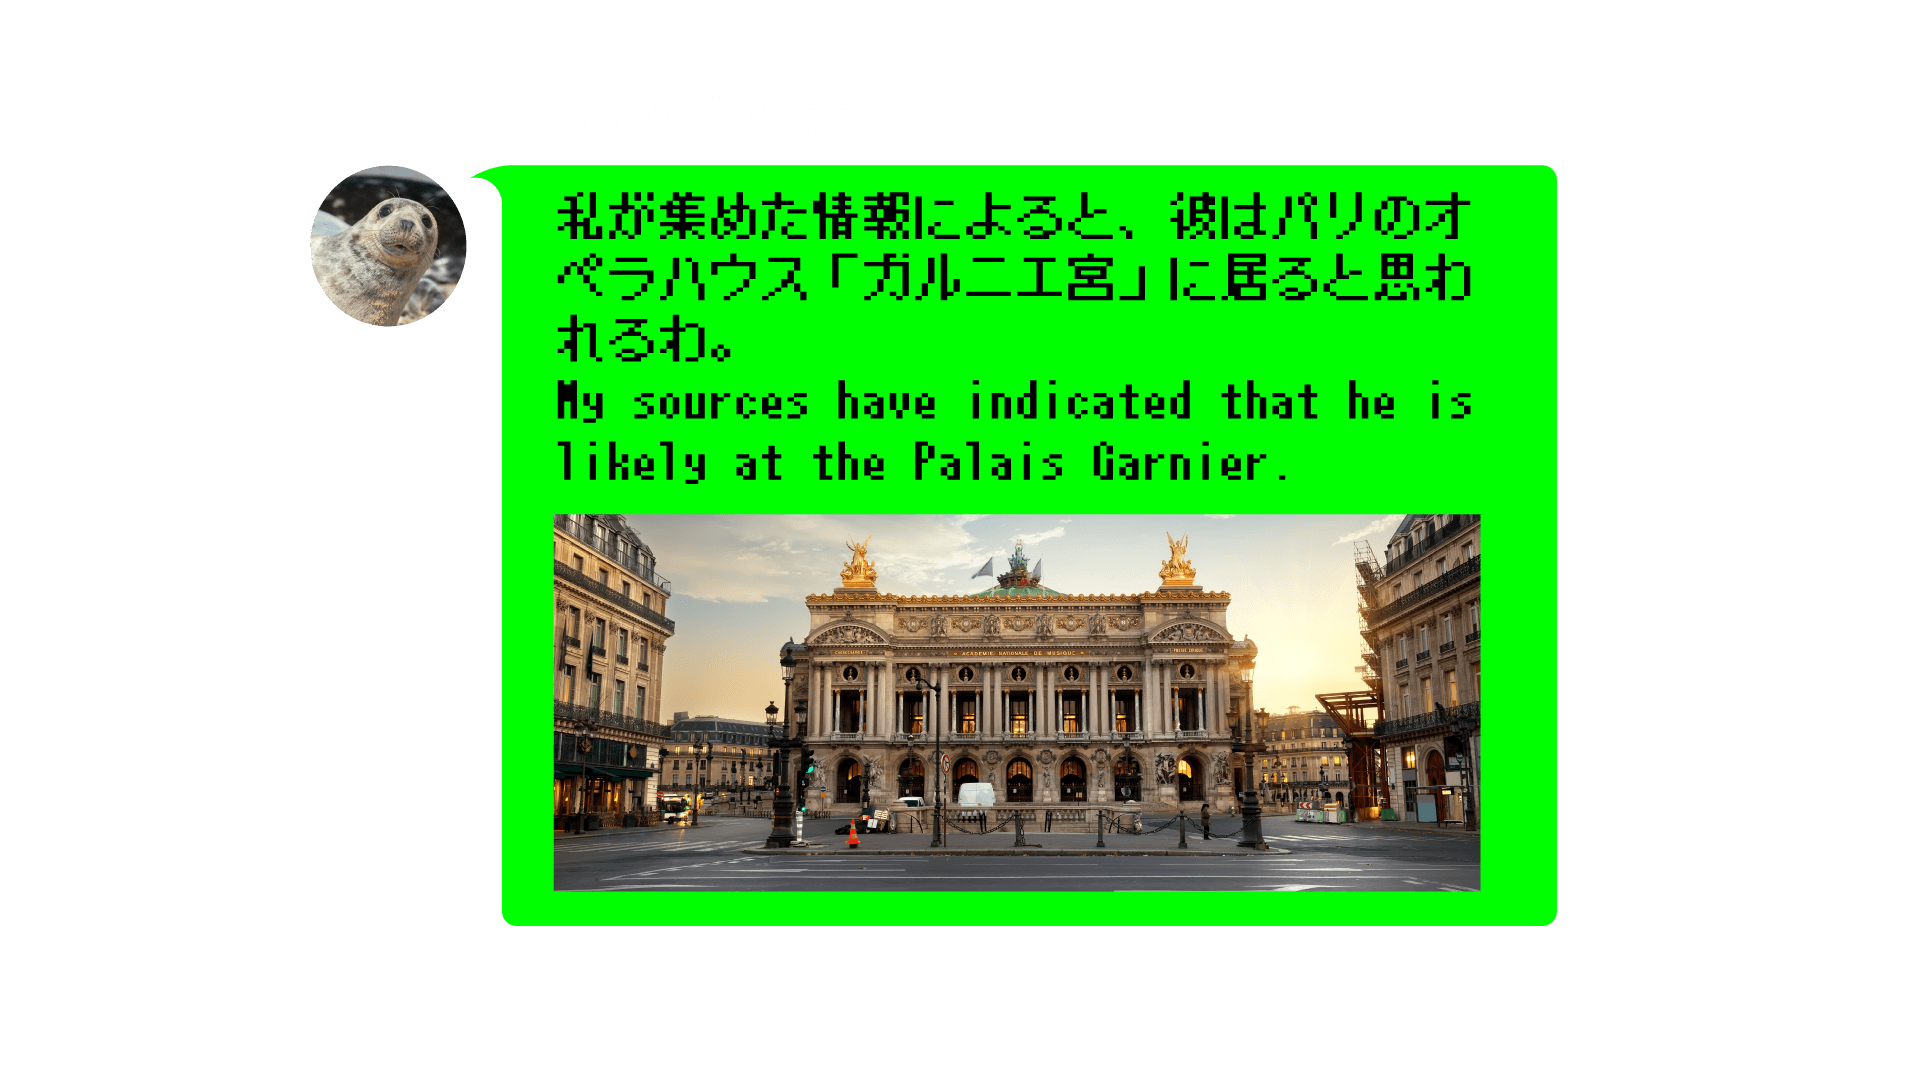 私が集めた情報によると、彼はパリのオ
ペラハウス「ガルニエ宮」に居ると思わ
れるわ。
My sources have indicated that he is
likely at the Palais Garnier.
ACADEMIE NATIONALE DE MUSIQUE